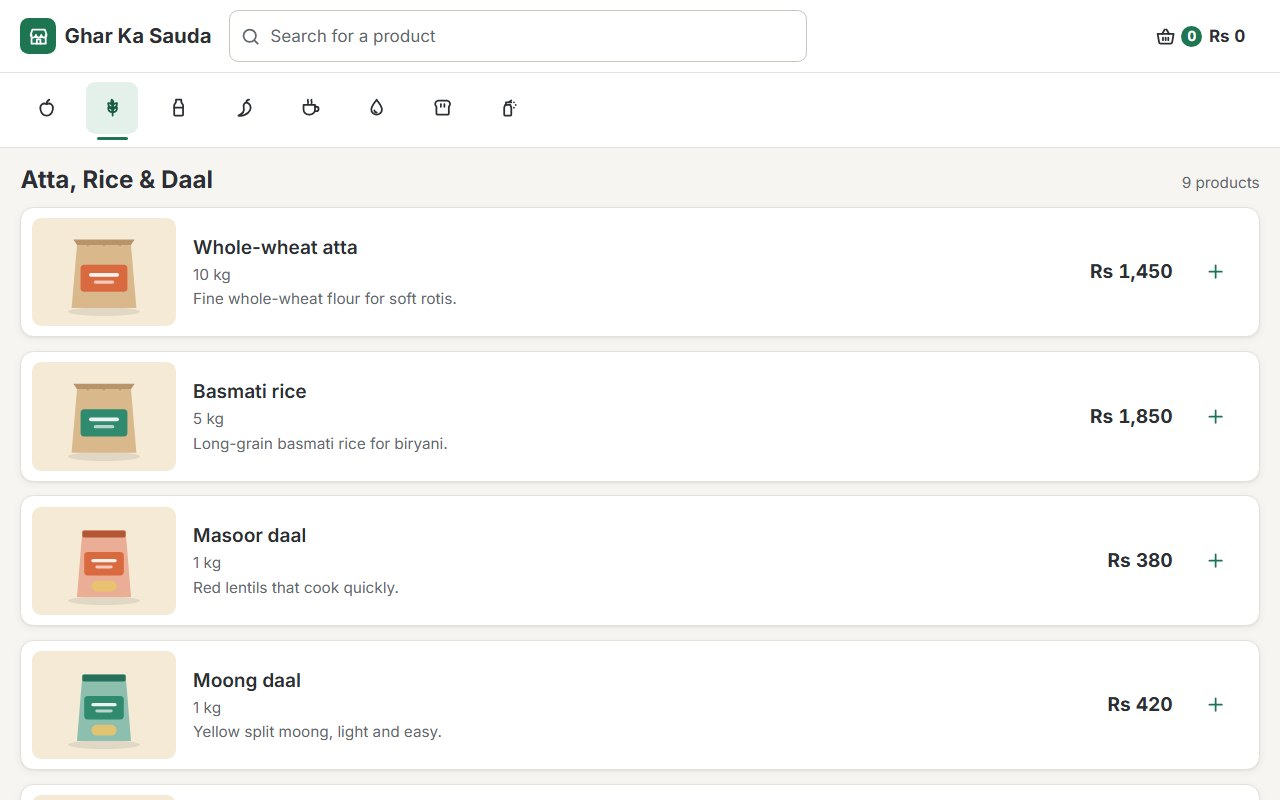 Ghar Ka Sauda
Search for a product
0 Rs 0
Atta, Rice & Daal
9 products
Whole-wheat atta
10 kg
Fine whole-wheat flour for soft rotis.
Rs 1,450
Basmati rice
5 kg
Long-grain basmati rice for biryani.
Rs 1,850
Masoor daal
1 kg
Red lentils that cook quickly.
Rs 380
Moong daal
1 kg
Yellow split moong, light and easy.
Rs 420